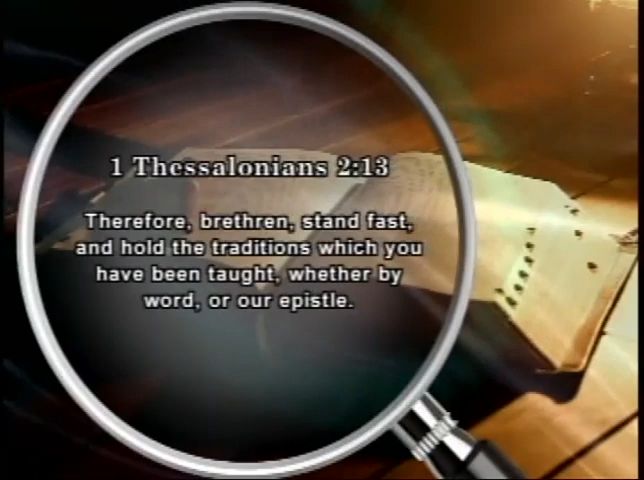 1 Thessalonians 2:13
Therefore, brethren, stand fast,
and hold the traditions which you
have been taught, whether by
word, or our epistle.